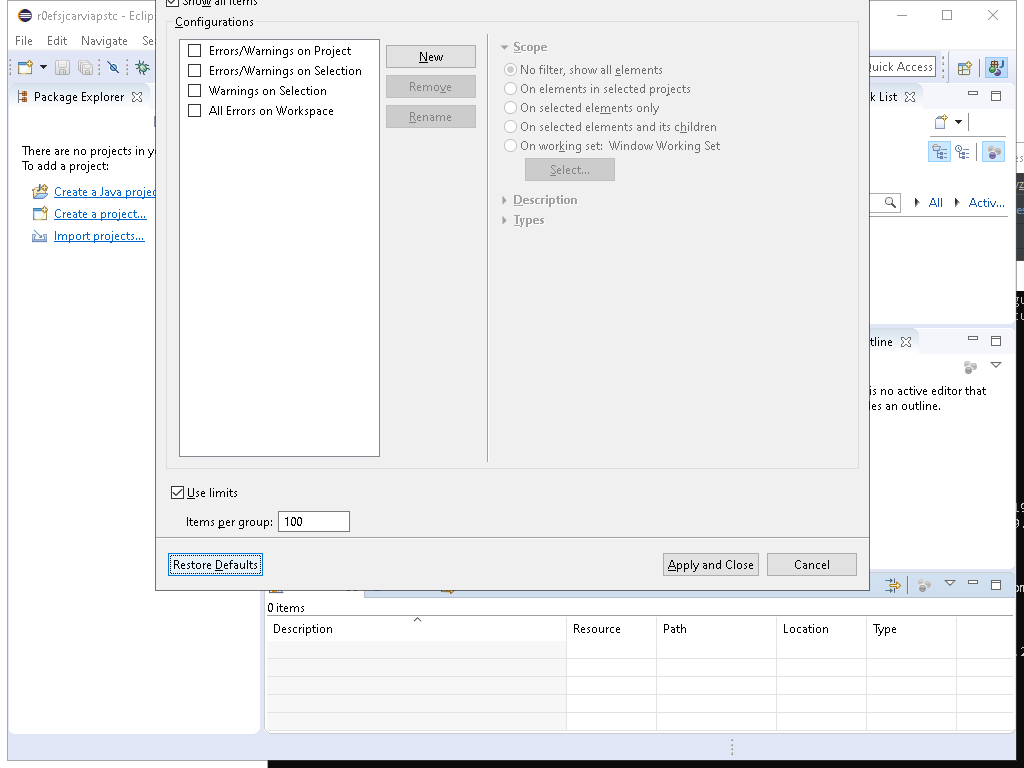 r0efsjcarviapstc - Eclip
Show all items
File Edit Navigate Se
Configurations
Errors/Warnings on Project
Errors/Warnings on Selection
Warnings on Selection
All Errors on Workspace
New
Remove
Rename
Scope
No filter, show all elements
On elements in selected projects
On selected elements only
On selected elements and its children
On working set: Window Working Set
Select...
Description
Types
Quick Access
Package Explorer
k List
There are no projects in y
To add a project:
Create a Java projec
Create a project...
Import projects...
All
Activ...
tline
is no active editor that
es an outline.
Use limits
Items per group: 100
Restore Defaults
Apply and Close
Cancel
0 items
Description
Resource
Path
Location
Type